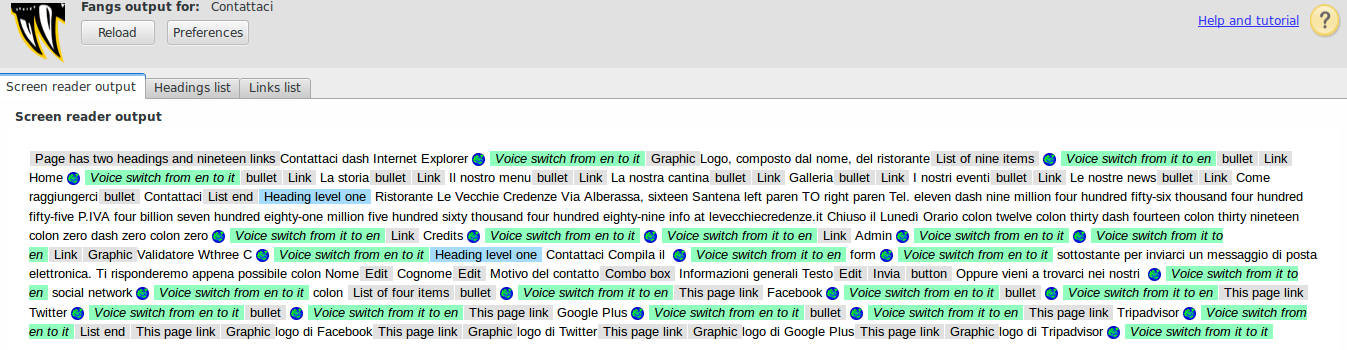 Fangs output for: Contattaci
Reload Preferences
Help and tutorial ?
Screen reader output Headings list Links list
Screen reader output
Page has two headings and nineteen links Contattaci dash Internet Explorer Voice switch from en to it Graphic Logo, composto dal nome, del ristorante List of nine items Voice switch from it to en bullet Link
Home Voice switch from en to it bullet Link La storia bullet Link Il nostro menu bullet Link La nostra cantina bullet Link Galleria bullet Link I nostri eventi bullet Link Le nostre news bullet Link Come
raggiungerci bullet Contattaci List end Heading level one Ristorante Le Vecchie Credenze Via Alberassa, sixteen Santena left paren TO right paren Tel. eleven dash nine million four hundred fifty-six thousand four hundred
fifty-five P.IVA four billion seven hundred eighty-one million five hundred sixty thousand four hundred eighty-nine info at levecchiecredenze.it Chiuso il Lunedì Orario colon twelve colon thirty dash fourteen colon thirty nineteen
colon zero dash zero colon zero Voice switch from it to en Link Credits Voice switch from en to it Voice switch from it to en Link Admin Voice switch from en to it Voice switch from it to
en Link Graphic Validatore Wthree C Voice switch from en to it Heading level one Contattaci Compila il Voice switch from it to en form Voice switch from en to it sottostante per inviarci un messaggio di posta
elettronica. Ti risponderemo appena possibile colon Nome Edit Cognome Edit Motivo del contatto Combo box Informazioni generali Testo Edit Invia button Oppure vieni a trovarci nei nostri Voice switch from it to
en social network Voice switch from en to it colon List of four items bullet Voice switch from it to en This page link Facebook Voice switch from en to it bullet Voice switch from it to en This page link
Twitter Voice switch from en to it bullet Voice switch from it to en This page link Google Plus Voice switch from en to it bullet Voice switch from it to en This page link Tripadvisor Voice switch from
en to it List end This page link Graphic logo di Facebook This page link Graphic logo di Twitter This page link Graphic logo di Google Plus This page link Graphic logo di Tripadvisor Voice switch from it to it